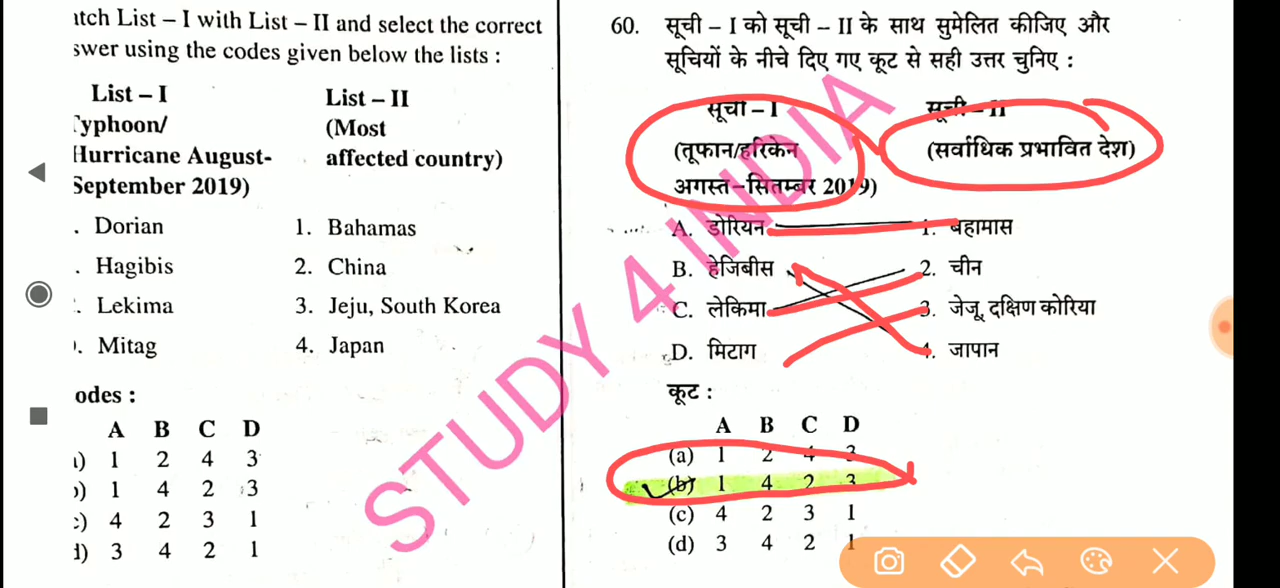 atch List – I with List – II and select the correct
swer using the codes given below the lists :
List – I
List – II
Typhoon/
(Most
Hurricane August-
affected country)
September 2019)
. Dorian
1. Bahamas
. Hagibis
2. China
. Lekima
3. Jeju, South Korea
. Mitag
4. Japan
odes :
A B C D
1 2 4 3
1 4 2 3
4 2 3 1
3 4 2 1
60. सूची – I को सूची – II के साथ सुमेलित कीजिए और
सूचियों के नीचे दिए गए कूट से सही उत्तर चुनिए :
सूची – I
सूची – II
(तूफान/हरिकेन
(सर्वाधिक प्रभावित देश)
अगस्त–सितम्बर 2019)
A. डोरियन
1. बहामास
B. हेजिबीस
2. चीन
C. लेकिमा
3. जेजू, दक्षिण कोरिया
D. मिटाग
4. जापान
कूट :
A B C D
(a) 1 2 4 3
(b) 1 4 2 3
(c) 4 2 3 1
(d) 3 4 2 1
STUDY 4 INDIA